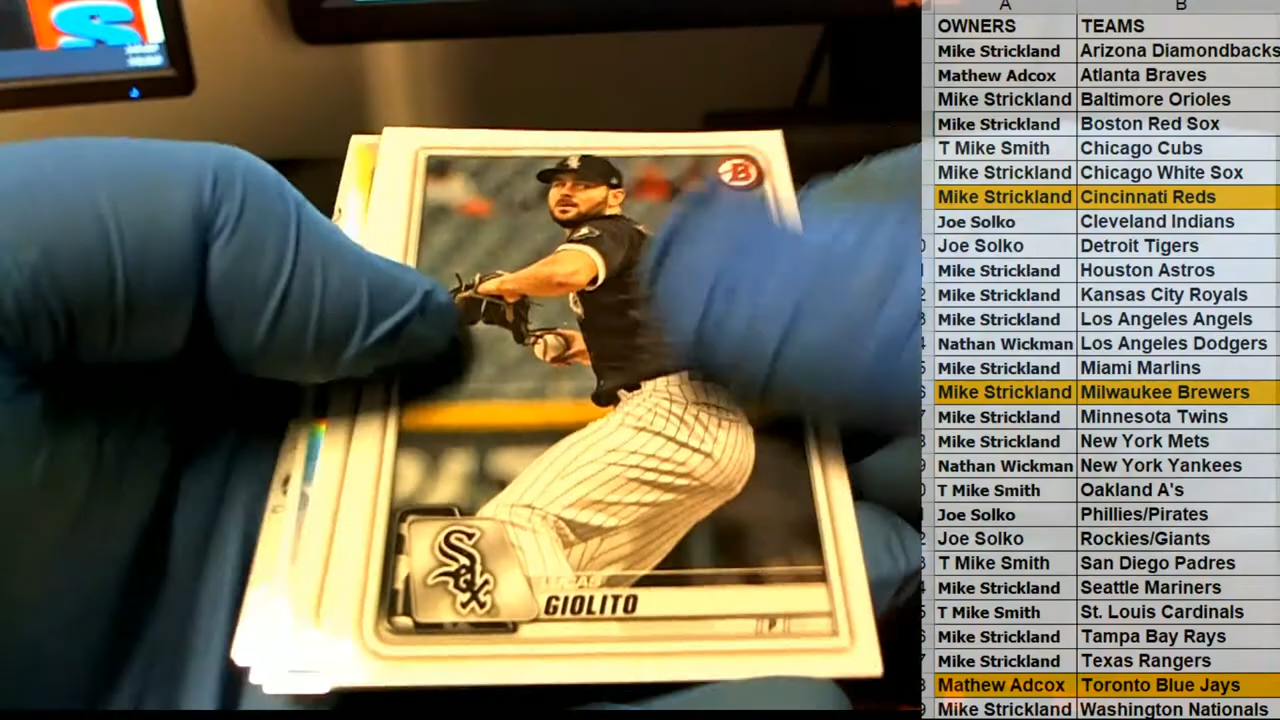 A B
OWNERS TEAMS
Mike Strickland Arizona Diamondbacks
Mathew Adcox Atlanta Braves
Mike Strickland Baltimore Orioles
Mike Strickland Boston Red Sox
T Mike Smith Chicago Cubs
Mike Strickland Chicago White Sox
Mike Strickland Cincinnati Reds
Joe Solko Cleveland Indians
Joe Solko Detroit Tigers
Mike Strickland Houston Astros
Mike Strickland Kansas City Royals
Mike Strickland Los Angeles Angels
Nathan Wickman Los Angeles Dodgers
Mike Strickland Miami Marlins
Mike Strickland Milwaukee Brewers
Mike Strickland Minnesota Twins
Mike Strickland New York Mets
Nathan Wickman New York Yankees
T Mike Smith Oakland A's
Joe Solko Phillies/Pirates
Joe Solko Rockies/Giants
T Mike Smith San Diego Padres
Mike Strickland Seattle Mariners
T Mike Smith St. Louis Cardinals
Mike Strickland Tampa Bay Rays
Mike Strickland Texas Rangers
Mathew Adcox Toronto Blue Jays
Mike Strickland Washington Nationals
B
Sox
LUCAS
GIOLITO
P